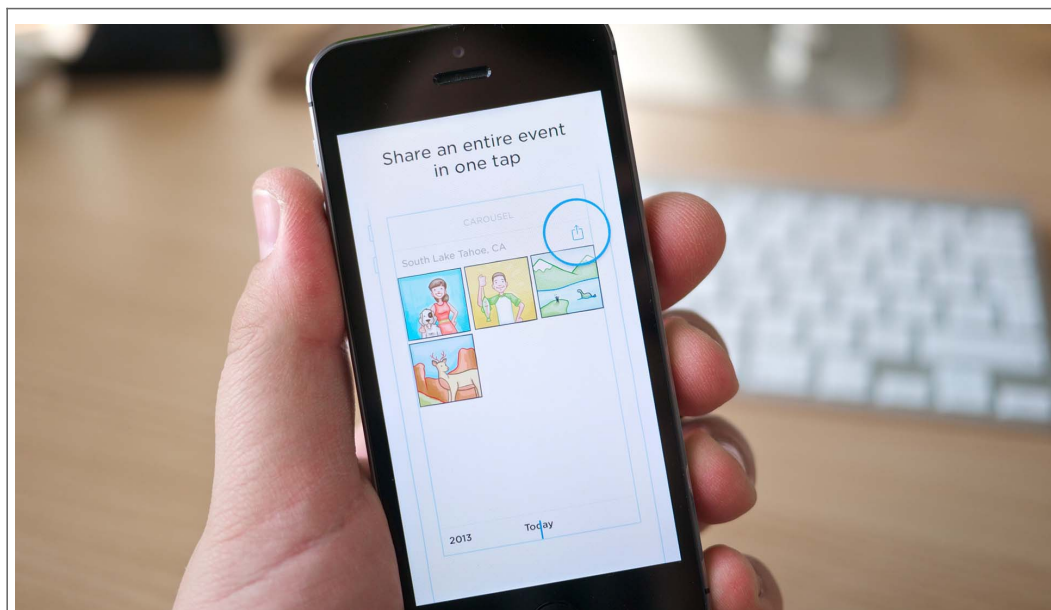 Share an entire event
in one tap
CAROUSEL
South Lake Tahoe, CA
2013
Today